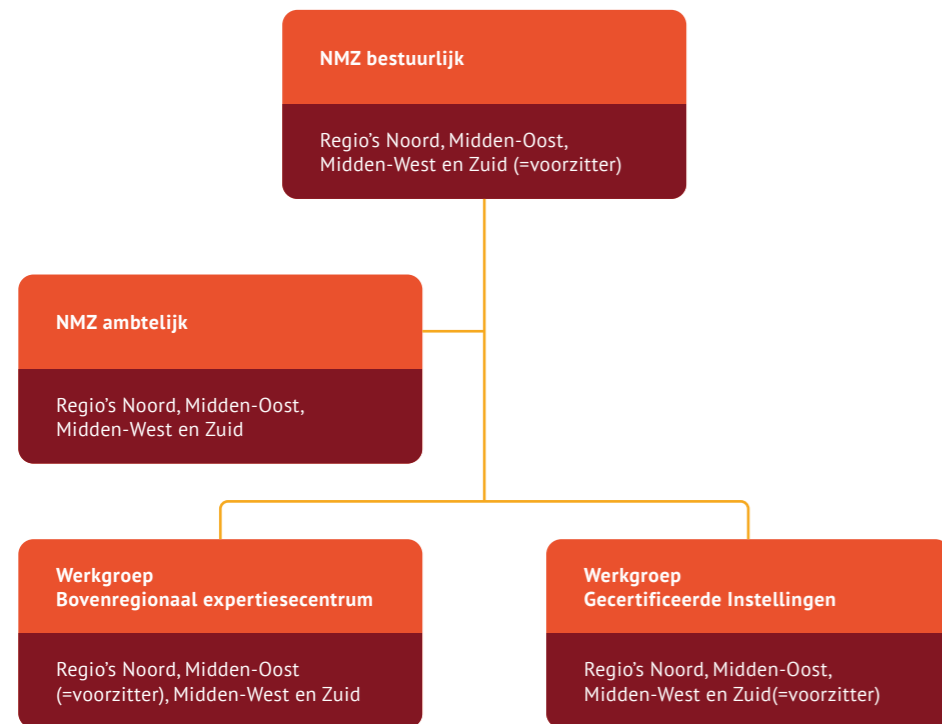 NMZ bestuurlijk
Regio’s Noord, Midden-Oost,
Midden-West en Zuid (=voorzitter)
NMZ ambtelijk
Regio’s Noord, Midden-Oost,
Midden-West en Zuid
Werkgroep
Bovenregionaal expertiesecentrum
Regio’s Noord, Midden-Oost
(=voorzitter), Midden-West en Zuid
Werkgroep
Gecertificeerde Instellingen
Regio’s Noord, Midden-Oost,
Midden-West en Zuid(=voorzitter)